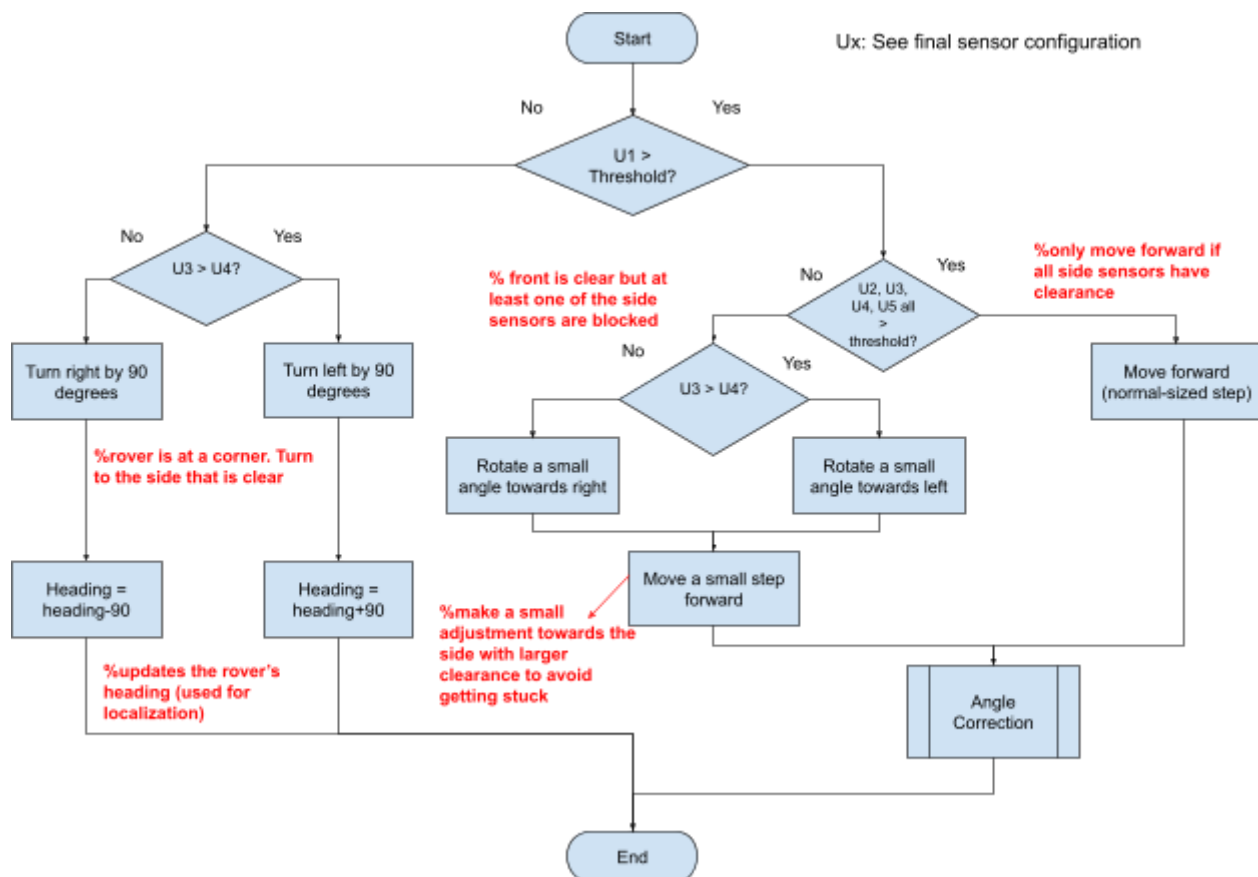 Start
Ux: See final sensor configuration
No
Yes
U1 >
Threshold?
No
Yes
U3 > U4?
% front is clear but at
least one of the side
sensors are blocked
No
Yes
U2, U3,
U4, U5 all
>
threshold?
%only move forward if
all side sensors have
clearance
Turn right by 90
degrees
Turn left by 90
degrees
No
Yes
U3 > U4?
Move forward
(normal-sized step)
%rover is at a corner. Turn
to the side that is clear
Rotate a small
angle towards right
Rotate a small
angle towards left
Heading =
heading-90
Heading =
heading+90
Move a small step
forward
%make a small
adjustment towards the
side with larger
clearance to avoid
getting stuck
%updates the rover's
heading (used for
localization)
Angle
Correction
End